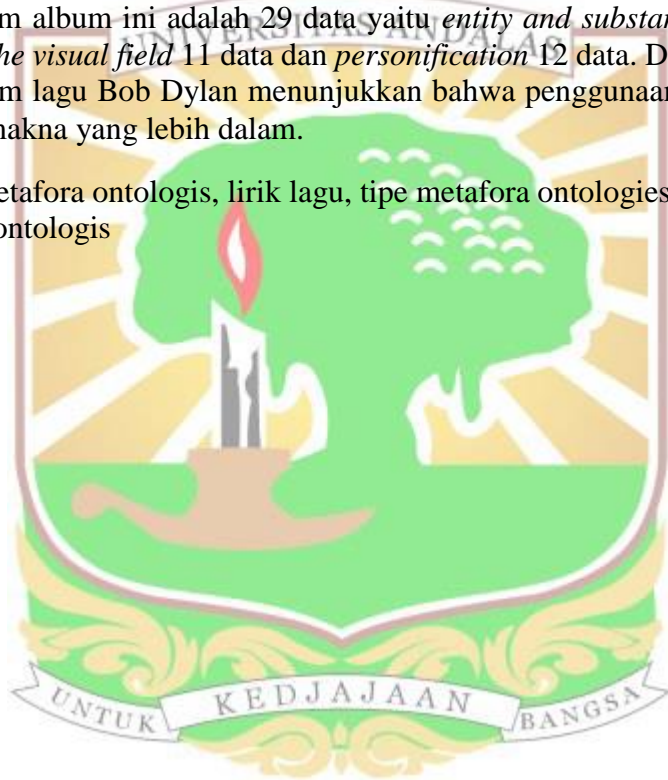 m album ini adalah 29 data yaitu entity and substan
UNIVERSITAS ANDALAS
he visual field 11 data dan personification 12 data. D
m lagu Bob Dylan menunjukkan bahwa penggunaan
nakna yang lebih dalam.
etafora ontologis, lirik lagu, tipe metafora ontologies
ontologis
UNTUK KEDJAJAAN BANGSA